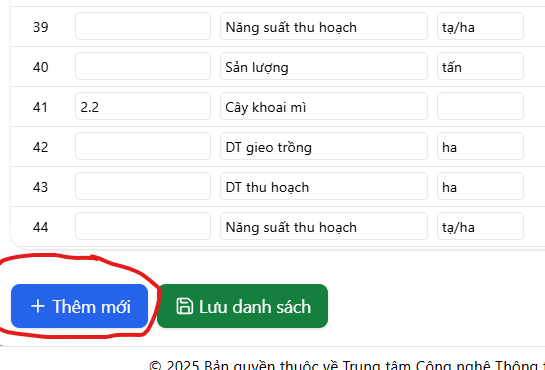 39 Năng suất thu hoạch tạ/ha
40 Sản lượng tấn
41 2.2 Cây khoai mì
42 DT gieo trồng ha
43 DT thu hoạch ha
44 Năng suất thu hoạch tạ/ha
+ Thêm mới Lưu danh sách
© 2025 Bản quyền thuộc về Trung tâm Công nghệ Thông